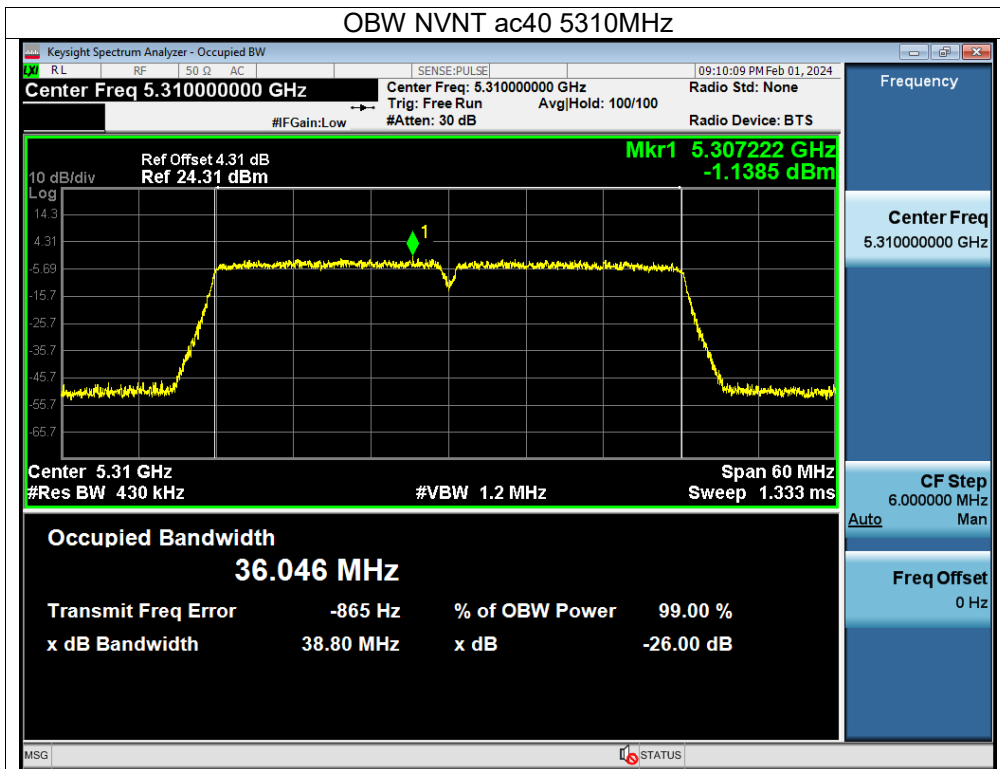 OBW NVNT ac40 5310MHz
Keysight Spectrum Analyzer - Occupied BW
LXI RL RF 50 Ω AC SENSE:PULSE 09:10:09 PM Feb 01, 2024
Center Freq 5.310000000 GHz Center Freq: 5.310000000 GHz Radio Std: None Frequency
Trig: Free Run Avg|Hold: 100/100
#IFGain:Low #Atten: 30 dB Radio Device: BTS
Mkr1 5.307222 GHz
Ref Offset 4.31 dB
10 dB/div Ref 24.31 dBm -1.1385 dBm
Log
14.3
4.31
-5.69
-15.7
-25.7
-35.7
-45.7
-55.7
-65.7
1
Center Freq
5.310000000 GHz
Center 5.31 GHz Span 60 MHz
#Res BW 430 kHz #VBW 1.2 MHz Sweep 1.333 ms
CF Step
6.000000 MHz
Auto Man
Occupied Bandwidth
36.046 MHz
Freq Offset
0 Hz
Transmit Freq Error -865 Hz % of OBW Power 99.00 %
x dB Bandwidth 38.80 MHz x dB -26.00 dB
MSG STATUS